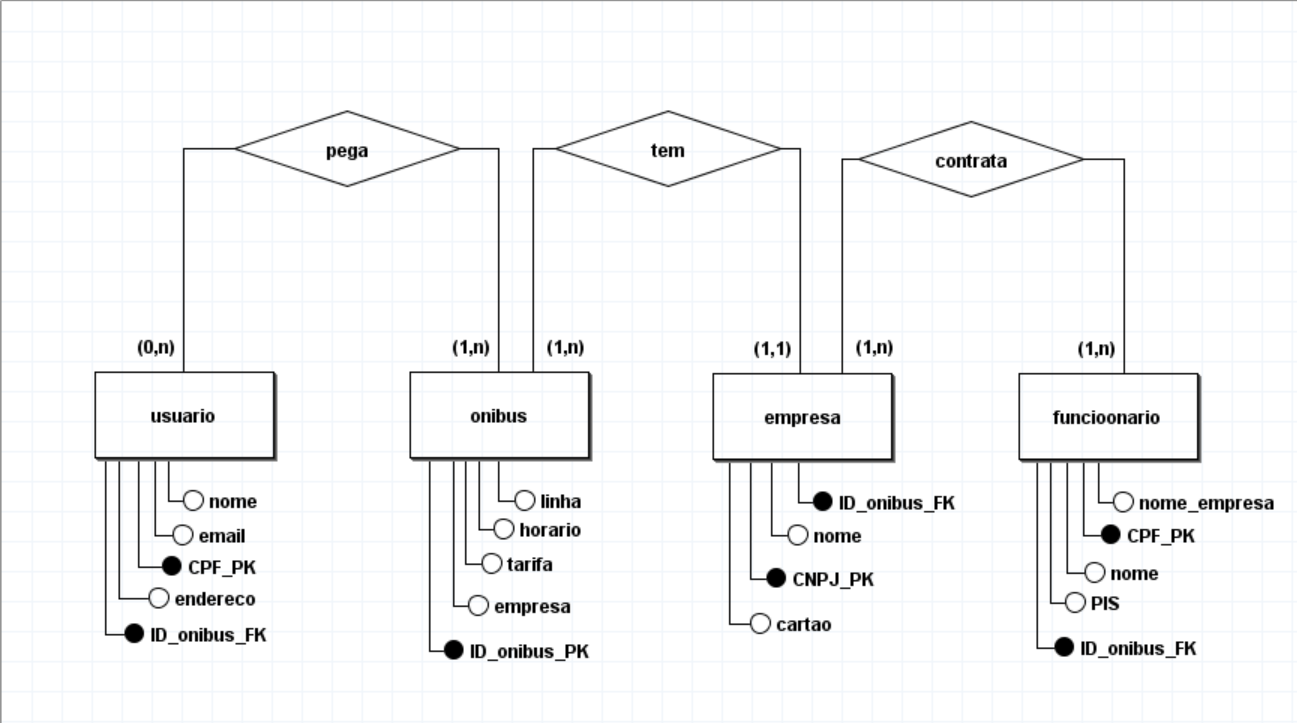 pega
tem
contrata
(0,n)
(1,n)
(1,n)
(1,1)
(1,n)
(1,n)
usuario
onibus
empresa
funcioonario
nome
email
CPF_PK
endereco
ID_onibus_FK
linha
horario
tarifa
empresa
ID_onibus_PK
ID_onibus_FK
nome
CNPJ_PK
cartao
nome_empresa
CPF_PK
nome
PIS
ID_onibus_FK